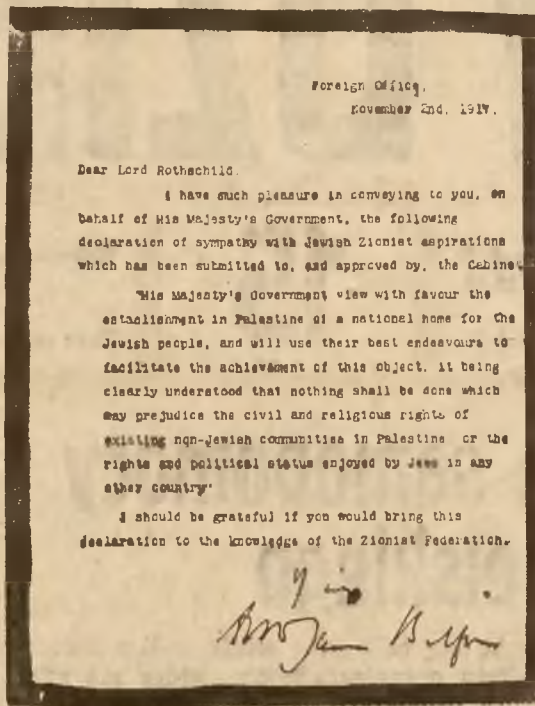 Foreign Office,
November 2nd, 1917.
Dear Lord Rothschild.
I have much pleasure in conveying to you, on
behalf of His Majesty's Government, the following
declaration of sympathy with Jewish Zionist aspirations
which has been submitted to, and approved by, the Cabinet
"His Majesty's Government view with favour the
establishment in Palestine of a national home for the
Jewish people, and will use their best endeavours to
facilitate the achievement of this object, it being
clearly understood that nothing shall be done which
may prejudice the civil and religious rights of
existing non-Jewish communities in Palestine or the
rights and political status enjoyed by Jews in any
other country"
I should be grateful if you would bring this
declaration to the knowledge of the Zionist Federation.